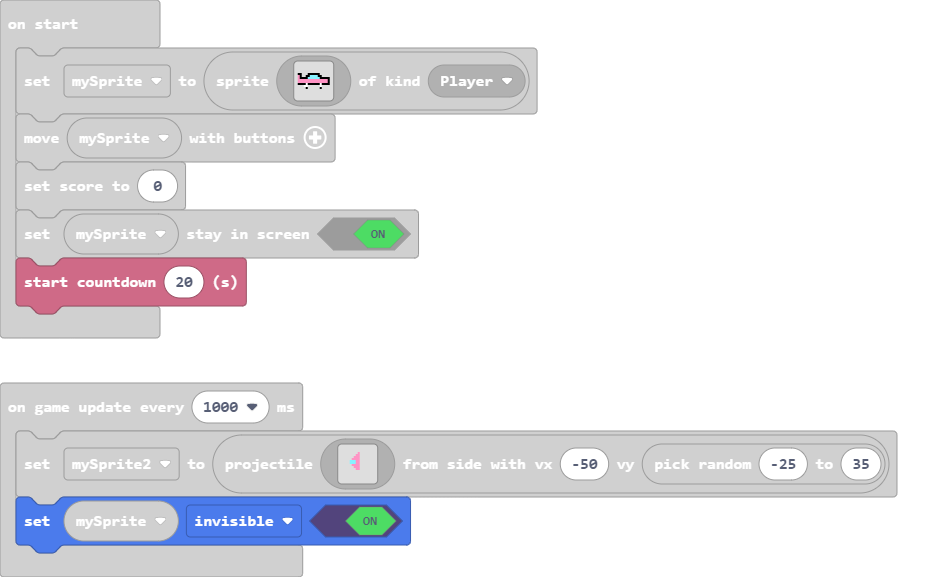 on start
set mySprite to sprite of kind Player
move mySprite with buttons
set score to 0
set mySprite stay in screen ON
start countdown 20 (s)
on game update every 1000 ms
set mySprite2 to projectile from side with vx -50 vy pick random -25 to 35
set mySprite invisible ON